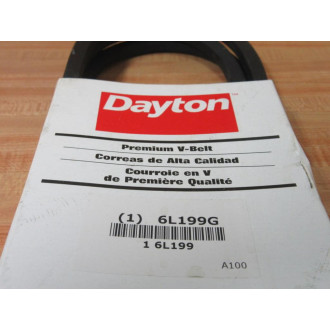 Dayton
Premium V-Belt
Correas de Alta Calidad
Courroie en V
de Première Qualité
(1) 6L199G
1 6L199
A100